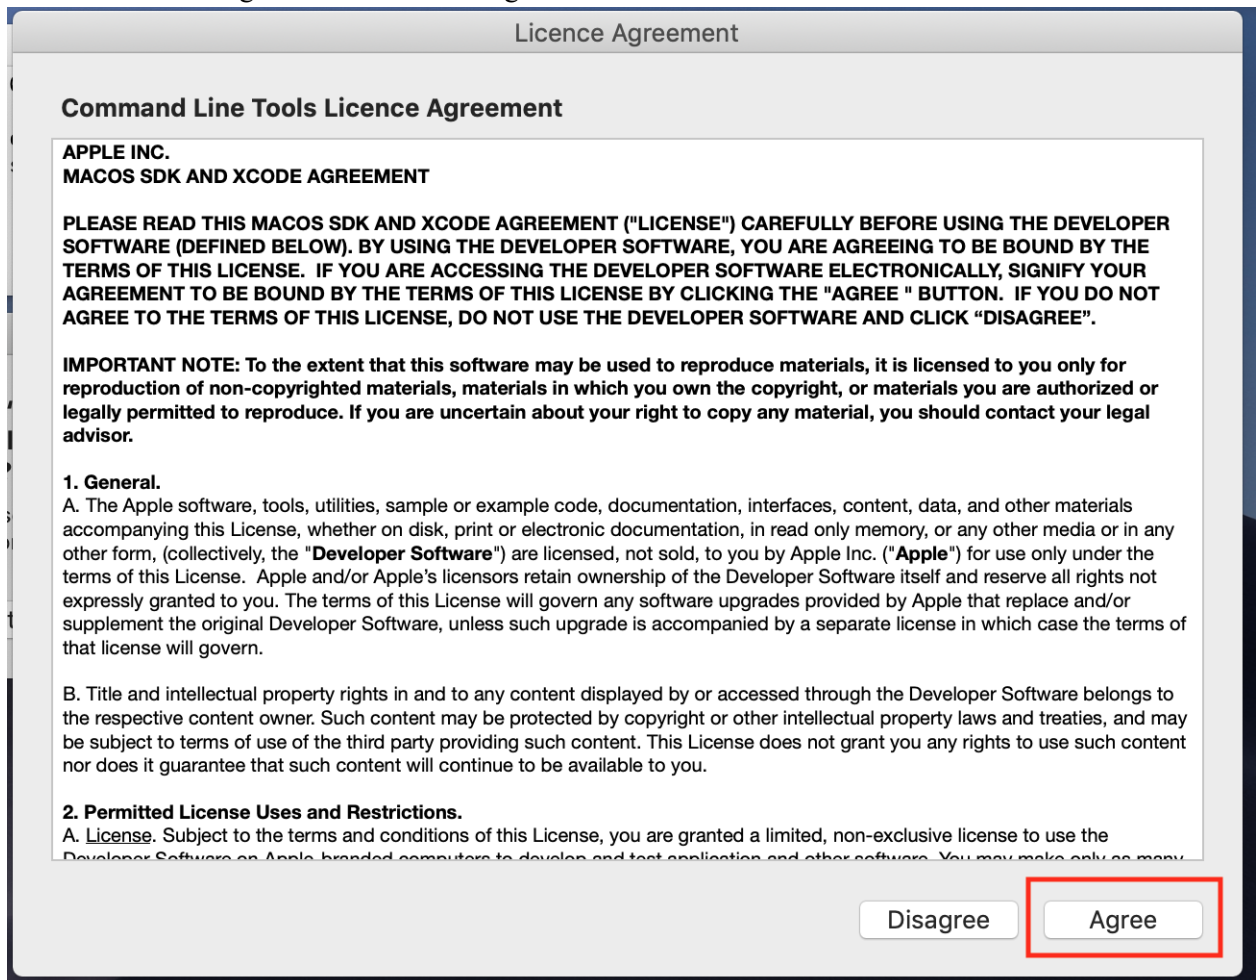 Licence Agreement
Command Line Tools Licence Agreement
APPLE INC.
MACOS SDK AND XCODE AGREEMENT
PLEASE READ THIS MACOS SDK AND XCODE AGREEMENT ("LICENSE") CAREFULLY BEFORE USING THE DEVELOPER
SOFTWARE (DEFINED BELOW). BY USING THE DEVELOPER SOFTWARE, YOU ARE AGREEING TO BE BOUND BY THE
TERMS OF THIS LICENSE.  IF YOU ARE ACCESSING THE DEVELOPER SOFTWARE ELECTRONICALLY, SIGNIFY YOUR
AGREEMENT TO BE BOUND BY THE TERMS OF THIS LICENSE BY CLICKING THE "AGREE " BUTTON.  IF YOU DO NOT
AGREE TO THE TERMS OF THIS LICENSE, DO NOT USE THE DEVELOPER SOFTWARE AND CLICK “DISAGREE”.
IMPORTANT NOTE: To the extent that this software may be used to reproduce materials, it is licensed to you only for
reproduction of non-copyrighted materials, materials in which you own the copyright, or materials you are authorized or
legally permitted to reproduce. If you are uncertain about your right to copy any material, you should contact your legal
advisor.
1. General.
A. The Apple software, tools, utilities, sample or example code, documentation, interfaces, content, data, and other materials
accompanying this License, whether on disk, print or electronic documentation, in read only memory, or any other media or in any
other form, (collectively, the "Developer Software") are licensed, not sold, to you by Apple Inc. ("Apple") for use only under the
terms of this License.  Apple and/or Apple’s licensors retain ownership of the Developer Software itself and reserve all rights not
expressly granted to you. The terms of this License will govern any software upgrades provided by Apple that replace and/or
supplement the original Developer Software, unless such upgrade is accompanied by a separate license in which case the terms of
that license will govern.
B. Title and intellectual property rights in and to any content displayed by or accessed through the Developer Software belongs to
the respective content owner. Such content may be protected by copyright or other intellectual property laws and treaties, and may
be subject to terms of use of the third party providing such content. This License does not grant you any rights to use such content
nor does it guarantee that such content will continue to be available to you.
2. Permitted License Uses and Restrictions.
A. License. Subject to the terms and conditions of this License, you are granted a limited, non-exclusive license to use the
Developer Software on Apple-branded computers to develop and test application and other software. You may make only as many
Disagree
Agree